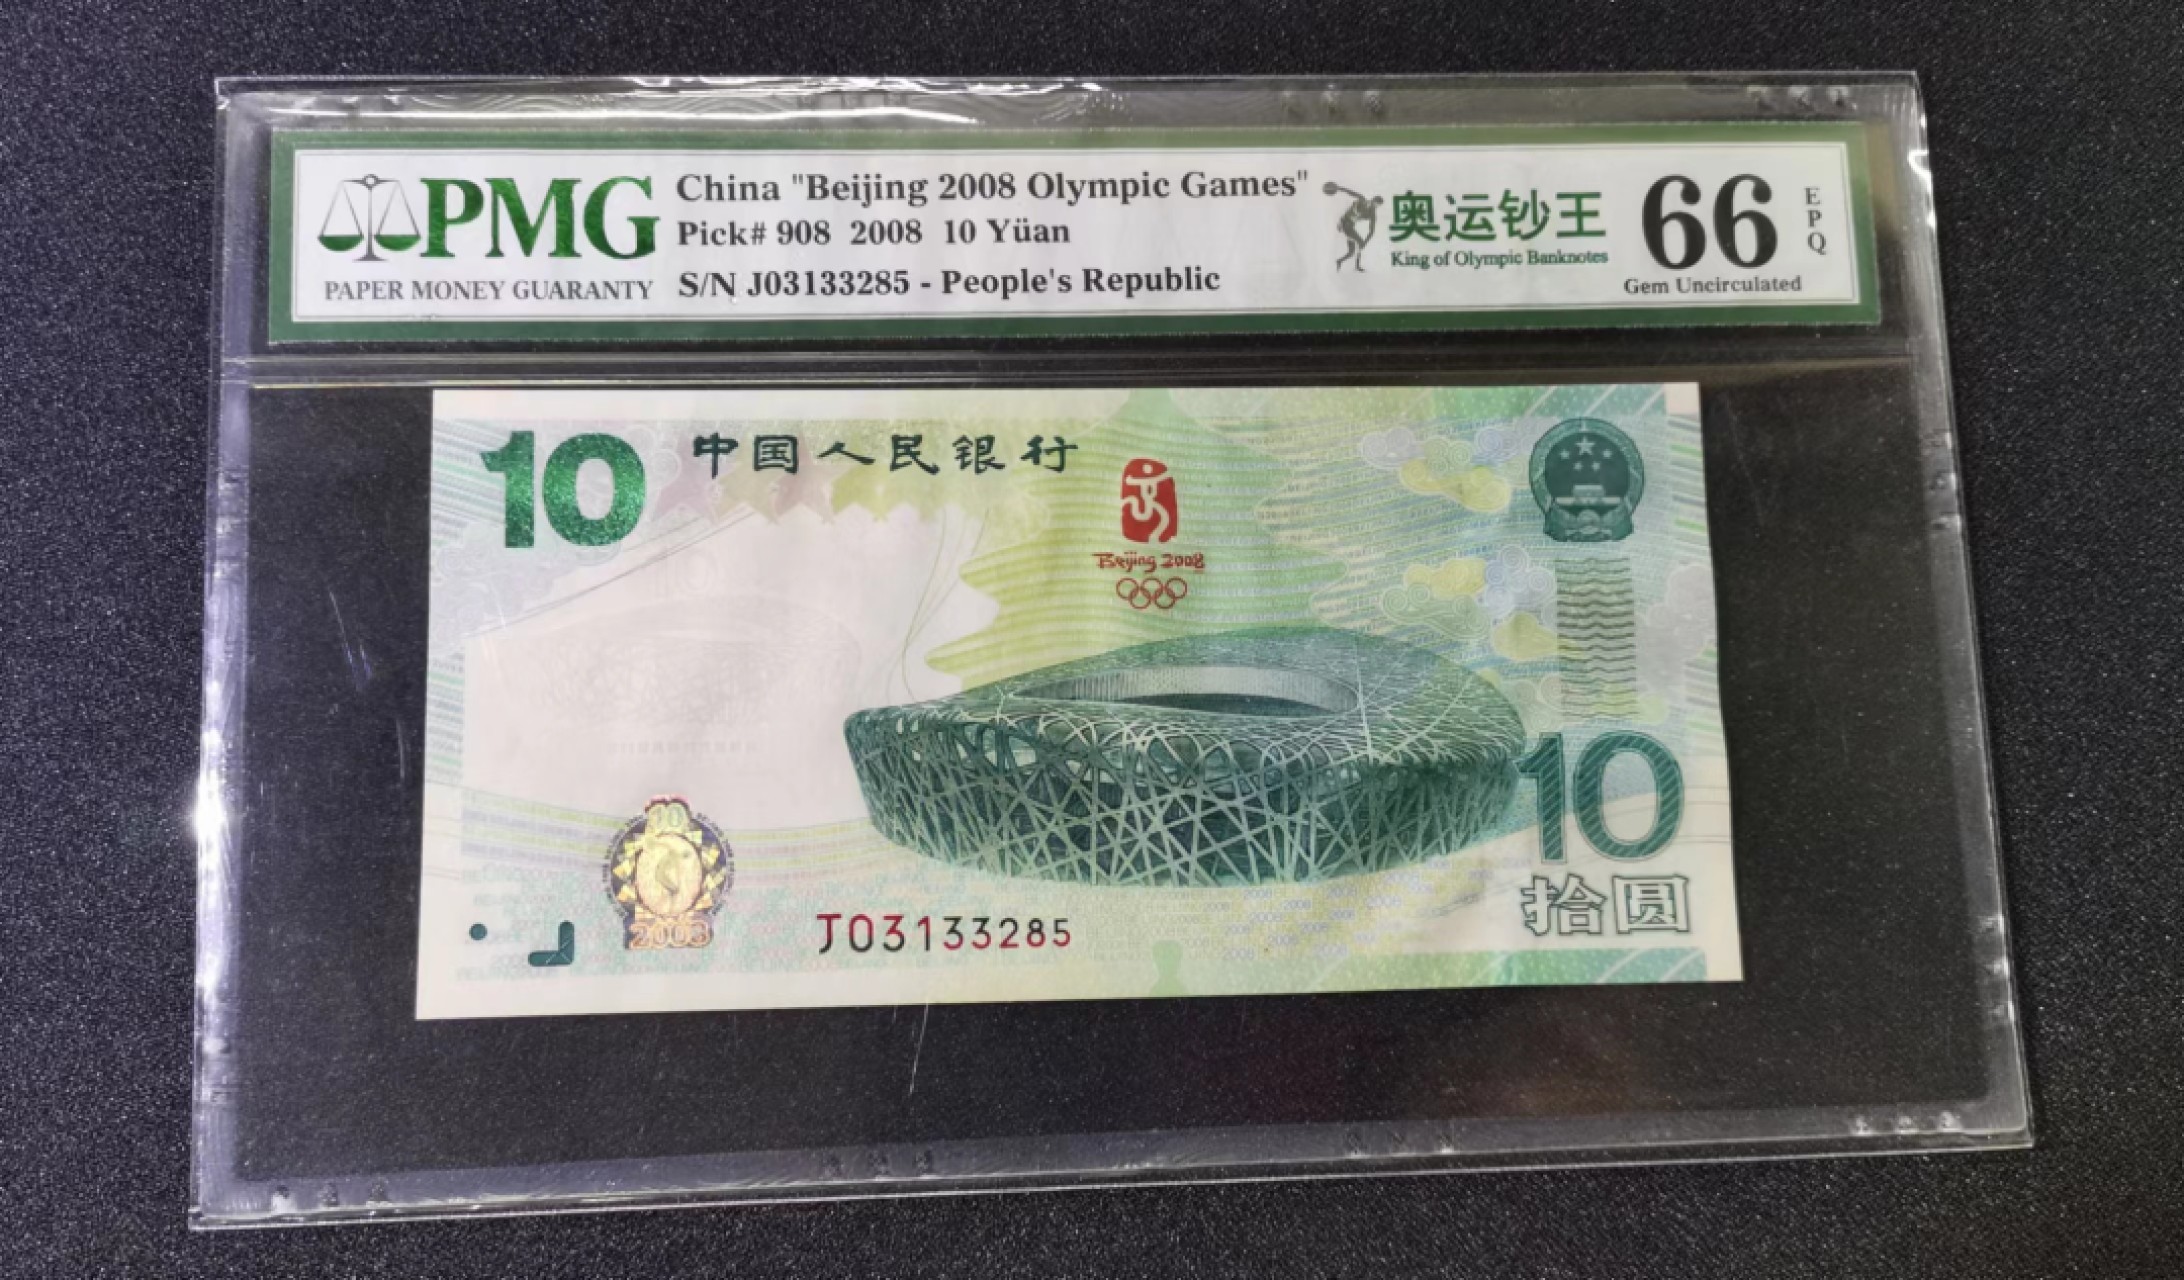 PMG
PAPER MONEY GUARANTY
China "Beijing 2008 Olympic Games"
Pick# 908 2008 10 Yüan
S/N J03133285 - People's Republic
奥运钞王
King of Olympic Banknotes
66
EPQ
Gem Uncirculated
10
中国人民银行
Beijing 2008
10
拾圆
2008
J03133285